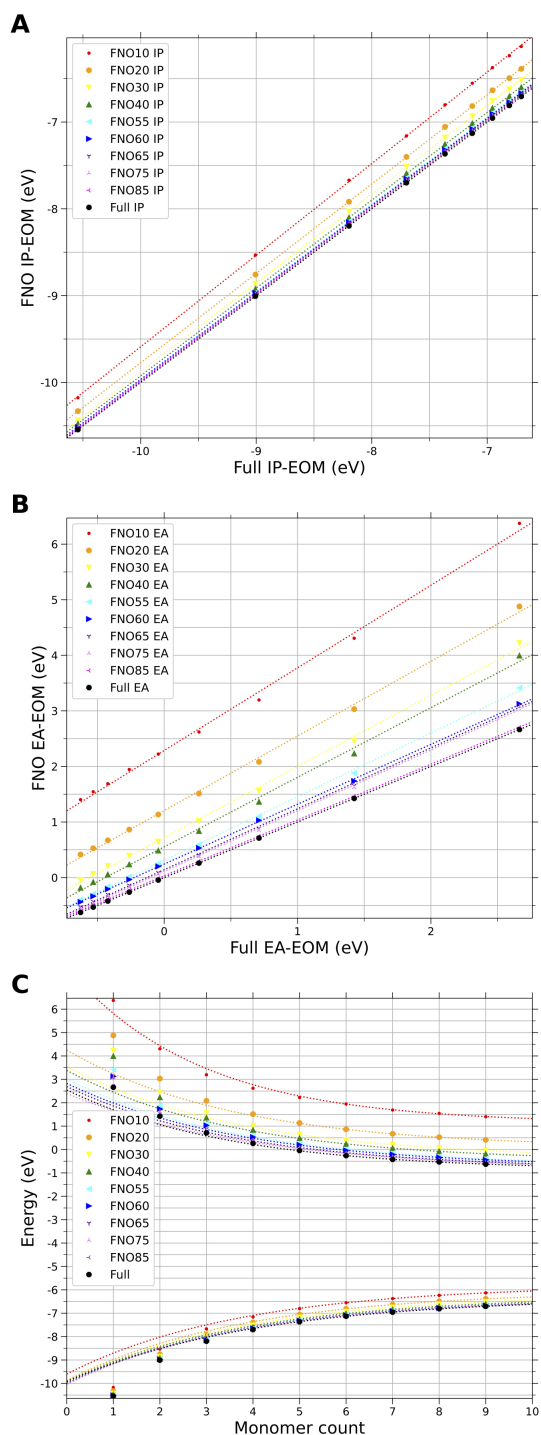 A
FNO10 IP
FNO20 IP
FNO30 IP
FNO40 IP
FNO55 IP
FNO60 IP
FNO65 IP
FNO75 IP
FNO85 IP
Full IP
-7
-8
-9
-10
FNO IP-EOM (eV)
-10 -9 -8 -7
Full IP-EOM (eV)
B
FNO10 EA
FNO20 EA
FNO30 EA
FNO40 EA
FNO55 EA
FNO60 EA
FNO65 EA
FNO75 EA
FNO85 EA
Full EA
6
5
4
3
2
1
0
FNO EA-EOM (eV)
0 1 2
Full EA-EOM (eV)
C
6
5
4
3
2
1
0
-1
-2
-3
-4
-5
-6
-7
-8
-9
-10
Energy (eV)
FNO10
FNO20
FNO30
FNO40
FNO55
FNO60
FNO65
FNO75
FNO85
Full
0 1 2 3 4 5 6 7 8 9 10
Monomer count